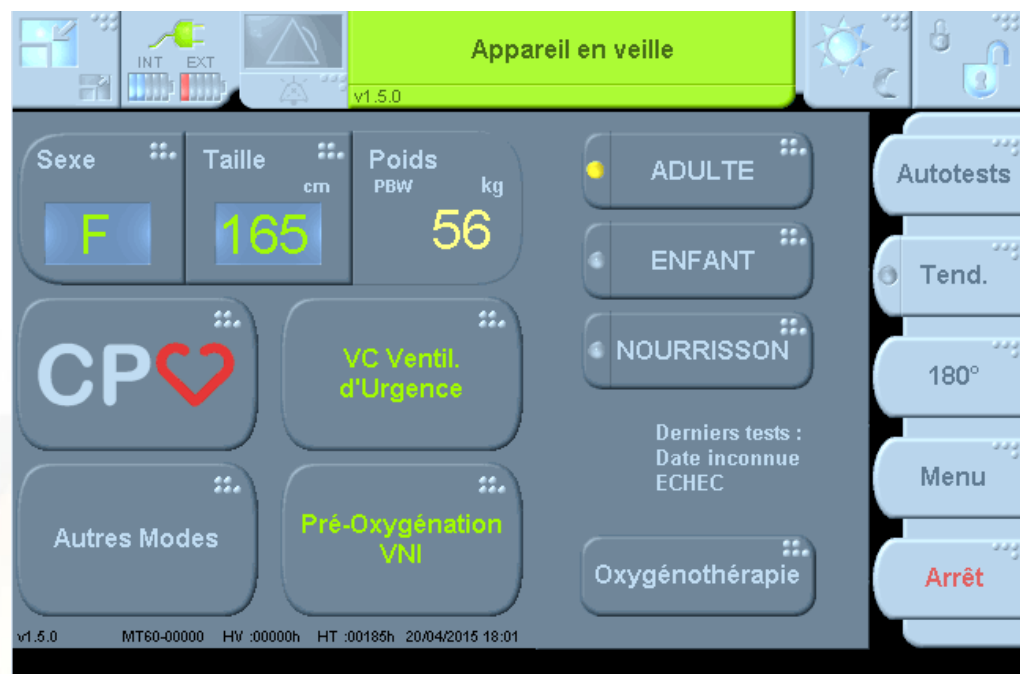 INT EXT
Appareil en veille
v1.5.0
Sexe
Taille
cm
Poids
PBW kg
F
165
56
ADULTE
ENFANT
NOURRISSON
CP
VC Ventil.
d'Urgence
Derniers tests :
Date inconnue
ECHEC
Autres Modes
Pré-Oxygénation
VNI
Oxygénothérapie
Autotests
Tend.
180°
Menu
Arrêt
v1.5.0 MT60-00000 HV :00000h HT :00185h 20/04/2015 18:01